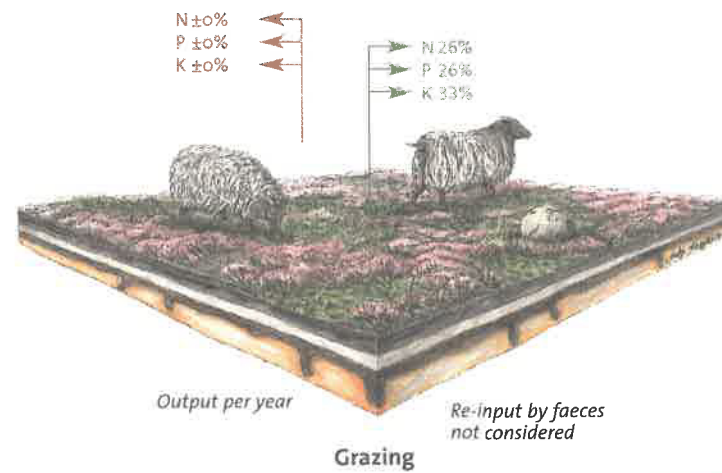 N ±0%
P ±0%
K ±0%
N 26%
P 26%
K 33%
Output per year
Re-input by faeces
not considered
Grazing